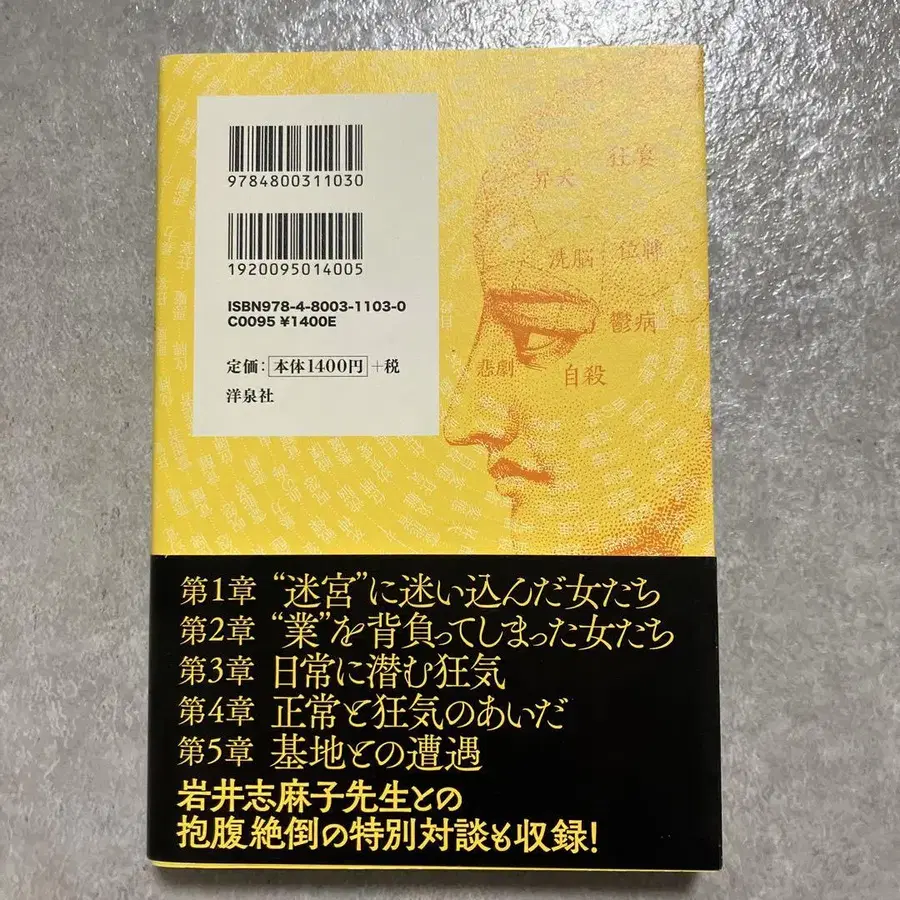 9784800311030
1920095014005
ISBN978-4-8003-1103-0
C0095 ¥1400E
定価：本体1400円+税
洋泉社
狂宴
昇天
洗脳
位牌
鬱病
悲劇
自殺
第1章 “迷宮”に迷い込んだ女たち
第2章 “業”を背負ってしまった女たち
第3章 日常に潜む狂気
第4章 正常と狂気のあいだ
第5章 基地との遭遇
岩井志麻子先生との
抱腹絶倒の特別対談も収録！